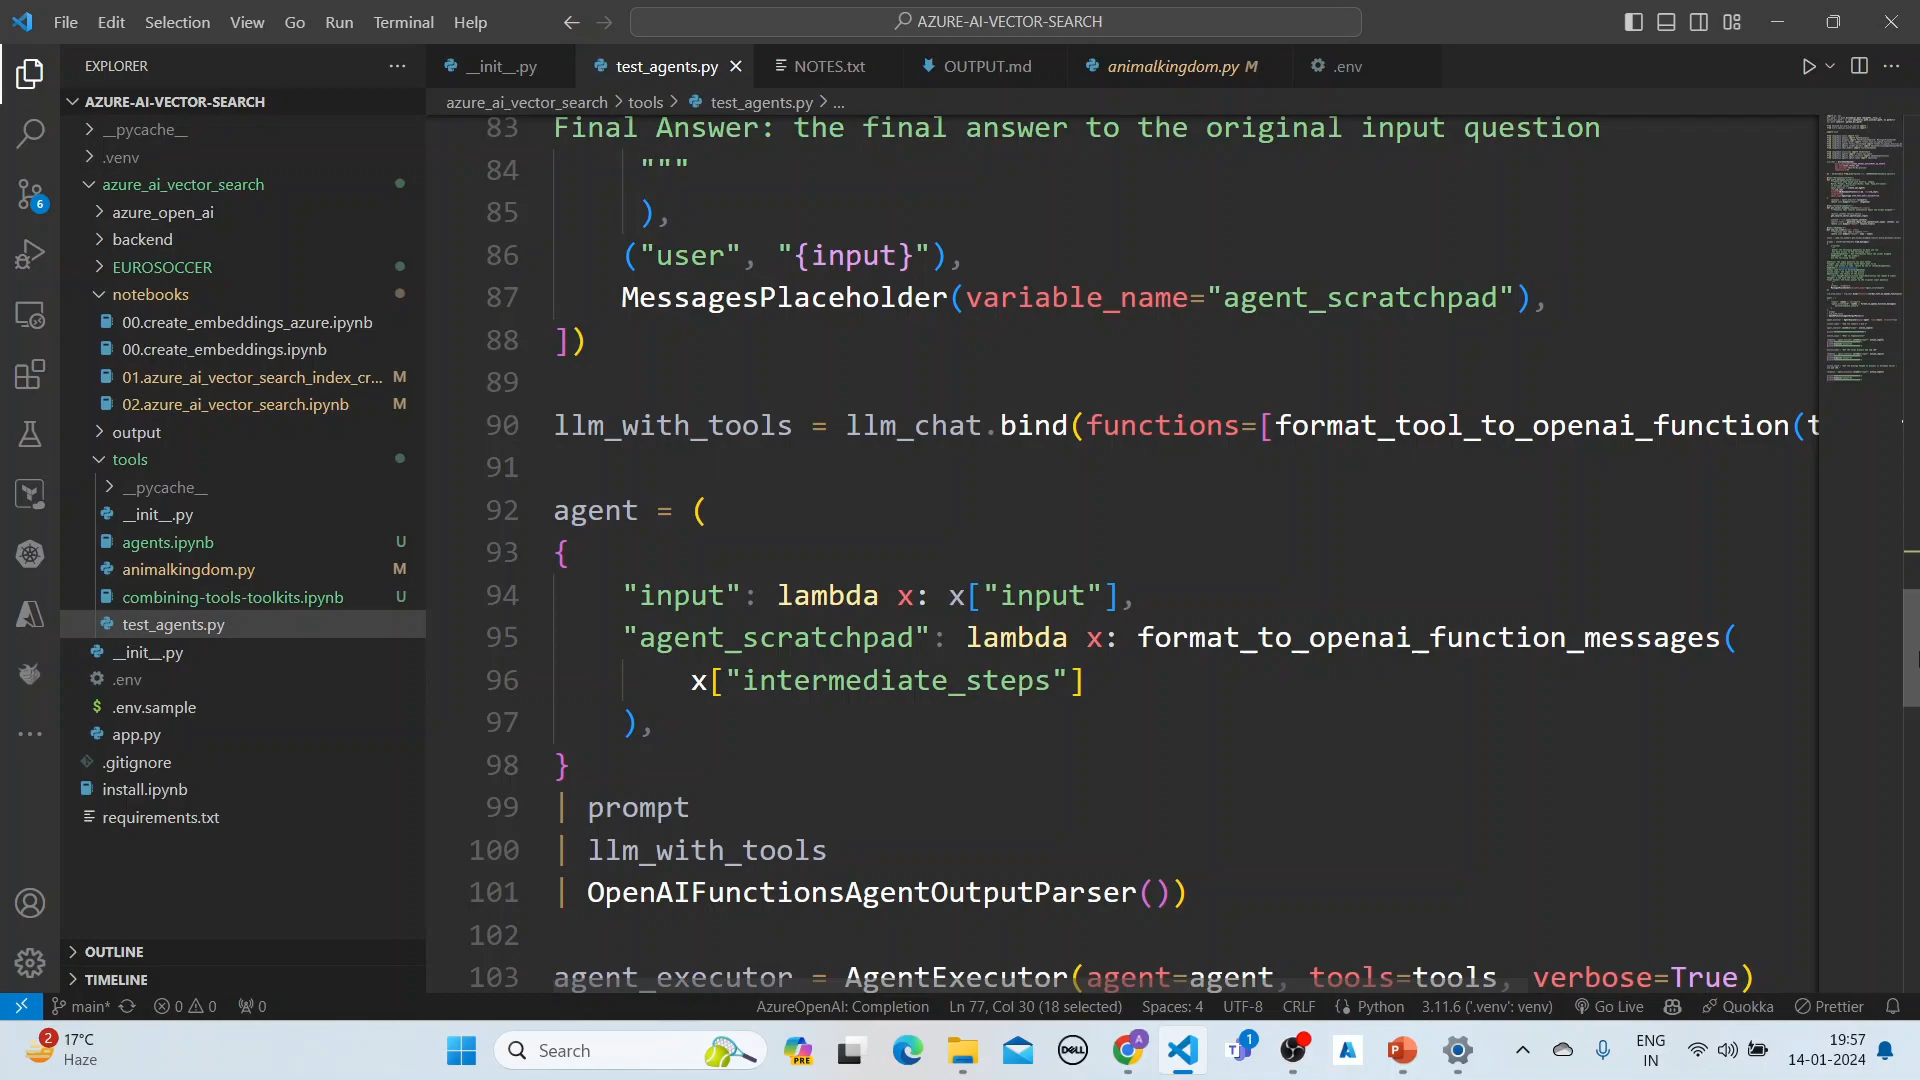 File Edit Selection View Go Run Terminal Help
AZURE-AI-VECTOR-SEARCH
EXPLORER
__init__.py
test_agents.py
NOTES.txt
OUTPUT.md
animalkingdom.py M
.env
AZURE-AI-VECTOR-SEARCH
azure_ai_vector_search > tools > test_agents.py > ...
__pycache__
.venv
azure_ai_vector_search
azure_open_ai
backend
EUROSOCCER
notebooks
00.create_embeddings_azure.ipynb
00.create_embeddings.ipynb
01.azure_ai_vector_search_index_cr... M
02.azure_ai_vector_search.ipynb M
output
tools
__pycache__
__init__.py
agents.ipynb U
animalkingdom.py M
combining-tools-toolkits.ipynb U
test_agents.py
__init__.py
.env
.env.sample
app.py
.gitignore
install.ipynb
requirements.txt
OUTLINE
TIMELINE
6
83 Final Answer: the final answer to the original input question
84 """
85 ),
86 ("user", "{input}"),
87 MessagesPlaceholder(variable_name="agent_scratchpad"),
88 ])
89
90 llm_with_tools = llm_chat.bind(functions=[format_tool_to_openai_function(t
91
92 agent = (
93 {
94 "input": lambda x: x["input"],
95 "agent_scratchpad": lambda x: format_to_openai_function_messages(
96 x["intermediate_steps"]
97 ),
98 }
99 | prompt
100 | llm_with_tools
101 | OpenAIFunctionsAgentOutputParser())
102
103 agent_executor = AgentExecutor(agent=agent, tools=tools, verbose=True)
main* 0 0 0 AzureOpenAI: Completion Ln 77, Col 30 (18 selected) Spaces: 4 UTF-8 CRLF Python 3.11.6 ('.venv': venv) Go Live Quokka Prettier
2
17°C
Haze
Search
PRE
DELL
A
1
ENG
IN
19:57
14-01-2024